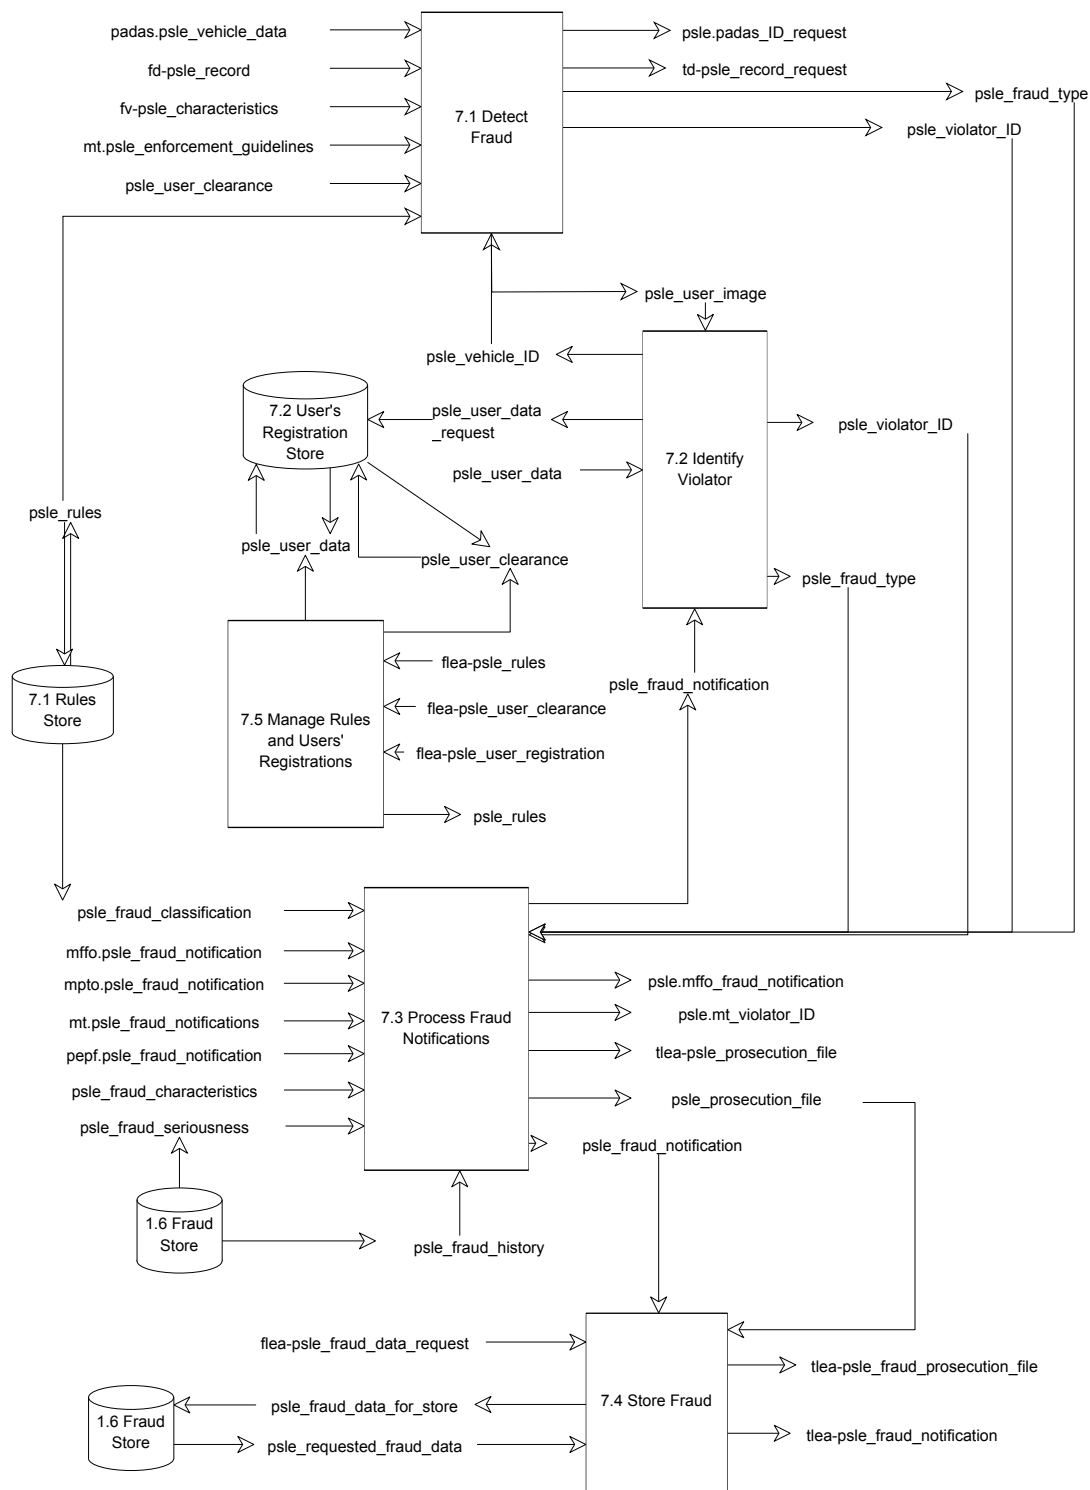 padas.psle_vehicle_data
psle.padas_ID_request
fd-psle_record
td-psle_record_request
psle_fraud_type
fv-psle_characteristics
7.1 Detect
Fraud
psle_violator_ID
mt.psle_enforcement_guidelines
psle_user_clearance
psle_user_image
psle_vehicle_ID
7.2 User's
Registration
Store
psle_user_data
_request
psle_violator_ID
7.2 Identify
Violator
psle_user_data
psle_rules
psle_user_data
psle_user_clearance
psle_fraud_type
flea-psle_rules
psle_fraud_notification
7.1 Rules
Store
flea-psle_user_clearance
7.5 Manage Rules
and Users'
Registrations
flea-psle_user_registration
psle_rules
psle_fraud_classification
mffo.psle_fraud_notification
mpto.psle_fraud_notification
psle.mffo_fraud_notification
mt.psle_fraud_notifications
7.3 Process Fraud
Notifications
psle.mt_violator_ID
pepf.psle_fraud_notification
tlea-psle_prosecution_file
psle_fraud_characteristics
psle_prosecution_file
psle_fraud_seriousness
psle_fraud_notification
1.6 Fraud
Store
psle_fraud_history
flea-psle_fraud_data_request
tlea-psle_fraud_prosecution_file
1.6 Fraud
Store
psle_fraud_data_for_store
7.4 Store Fraud
psle_requested_fraud_data
tlea-psle_fraud_notification